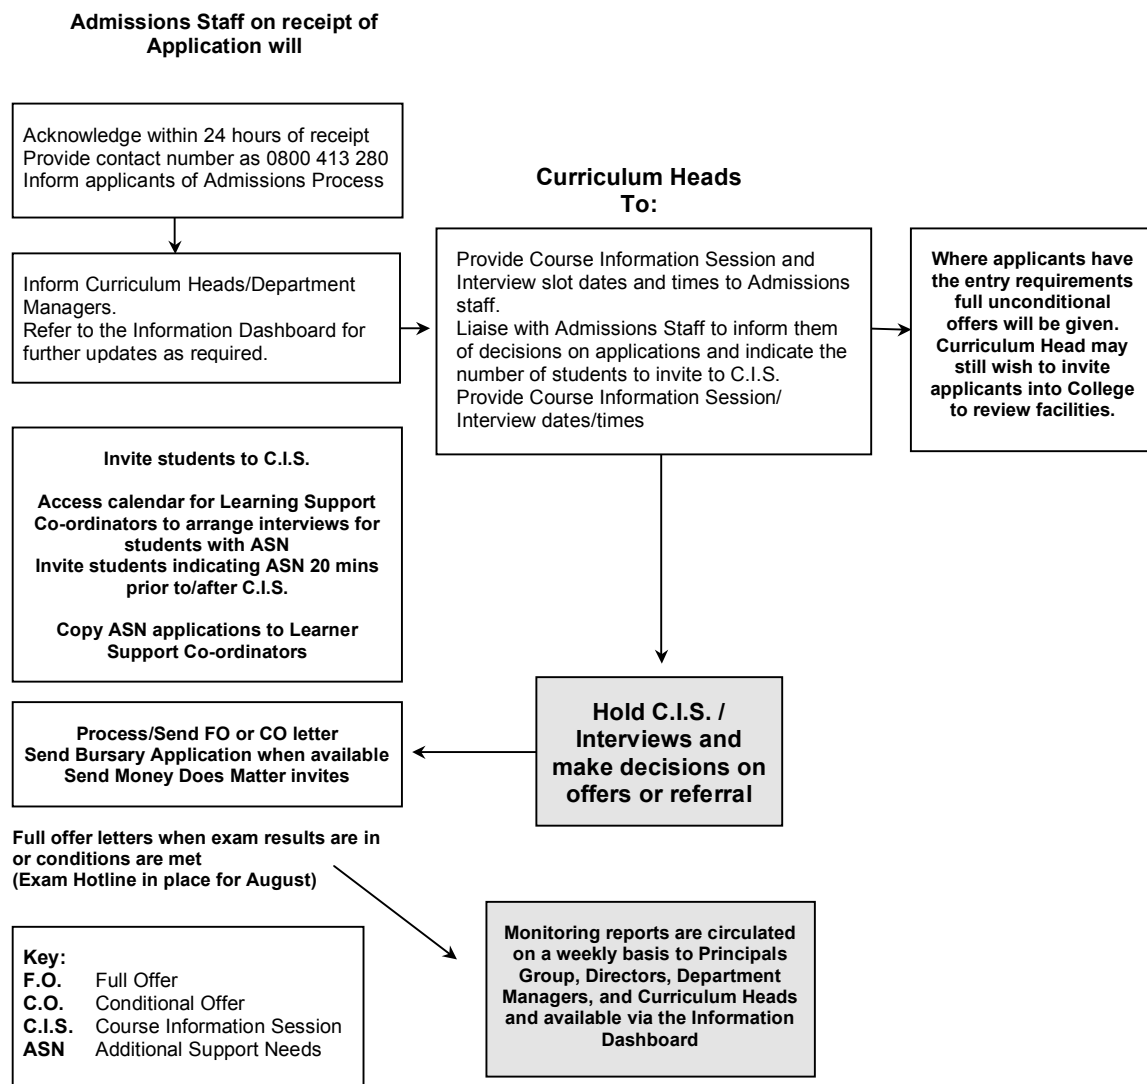 Admissions Staff on receipt of
Application will
Acknowledge within 24 hours of receipt
Provide contact number as 0800 413 280
Inform applicants of Admissions Process
Inform Curriculum Heads/Department
Managers.
Refer to the Information Dashboard for
further updates as required.
Curriculum Heads
To:
Provide Course Information Session and
Interview slot dates and times to Admissions
staff.
Liaise with Admissions Staff to inform them
of decisions on applications and indicate the
number of students to invite to C.I.S.
Provide Course Information Session/
Interview dates/times
Where applicants have
the entry requirements
full unconditional
offers will be given.
Curriculum Head may
still wish to invite
applicants into College
to review facilities.
Invite students to C.I.S.
Access calendar for Learning Support
Co-ordinators to arrange interviews for
students with ASN
Invite students indicating ASN 20 mins
prior to/after C.I.S.
Copy ASN applications to Learner
Support Co-ordinators
Hold C.I.S. /
Interviews and
make decisions on
offers or referral
Process/Send FO or CO letter
Send Bursary Application when available
Send Money Does Matter invites
Full offer letters when exam results are in
or conditions are met
(Exam Hotline in place for August)
Monitoring reports are circulated
on a weekly basis to Principals
Group, Directors, Department
Managers, and Curriculum Heads
and available via the Information
Dashboard
Key:
F.O. Full Offer
C.O. Conditional Offer
C.I.S. Course Information Session
ASN Additional Support Needs